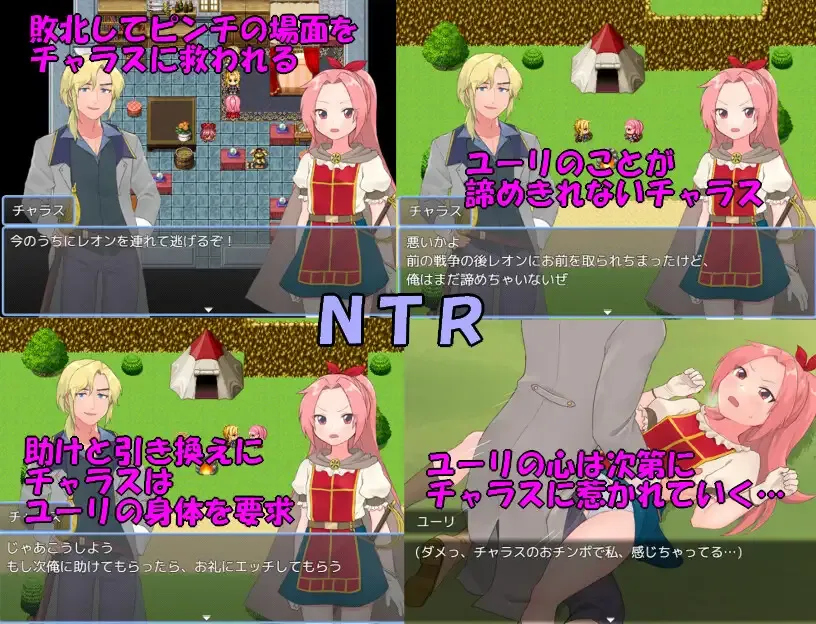 敗北してピンチの場面を
チャラスに救われる
チャラス
今のうちにレオンを連れて逃げるぞ！
ユーリのことが
諦めきれないチャラス
チャラス
悪いかよ
前の戦争の後レオンにお前を取られちまったけど、
俺はまだ諦めちゃいないぜ
NTR
助けと引き換えに
チャラスは
ユーリの身体を要求
じゃあこうしよう
もし次俺に助けてもらったら、お礼にエッチしてもらう
ユーリの心は次第に
チャラスに惹かれていく…
ユーリ
(ダメっ、チャラスのおチンポで私、感じちゃってる…)